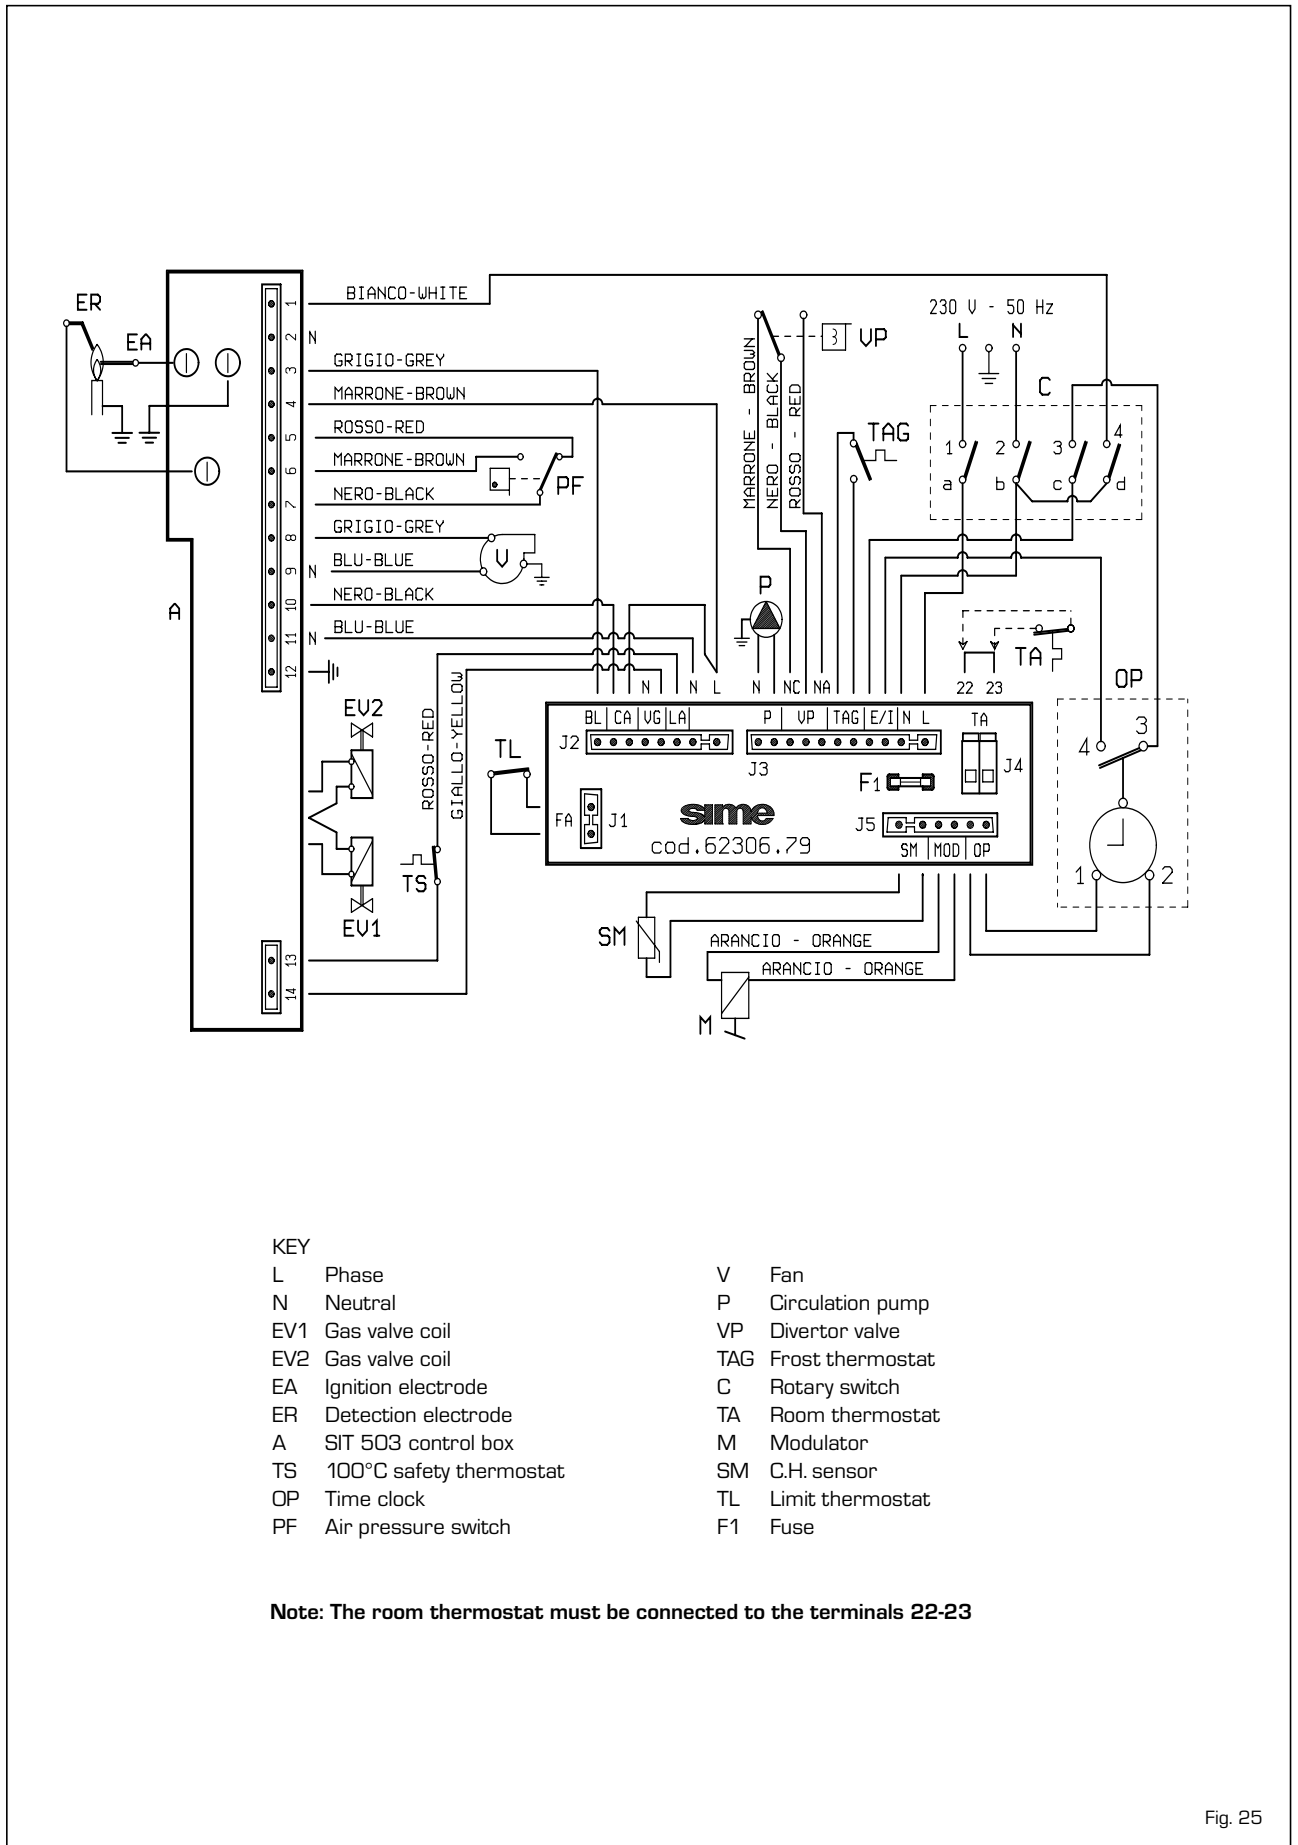 ER
EA
A
1
2 N
3
4
5
6
7
8
9 N
10
11 N
12
13
14
BIANCO-WHITE
GRIGIO-GREY
MARRONE-BROWN
ROSSO-RED
MARRONE-BROWN
NERO-BLACK
GRIGIO-GREY
BLU-BLUE
NERO-BLACK
BLU-BLUE
PF
V
EV2
EV1
ROSSO-RED
GIALLO-YELLOW
TS
TL
MARRONE - BROWN
NERO - BLACK
ROSSO - RED
VP
P
TAG
230 V - 50 Hz
L N
C
1 2 3 4
a b c d
TA
22 23
OP
4 3
1 2
N N L
BL CA VG LA
J2
N NC NA
P VP TAG E/I N L
J3
TA
J4
F1
FA J1
sime
cod.62306.79
J5
SM MOD OP
SM
ARANCIO - ORANGE
ARANCIO - ORANGE
M
KEY
L Phase
N Neutral
EV1 Gas valve coil
EV2 Gas valve coil
EA Ignition electrode
ER Detection electrode
A SIT 503 control box
TS 100°C safety thermostat
OP Time clock
PF Air pressure switch
V Fan
P Circulation pump
VP Divertor valve
TAG Frost thermostat
C Rotary switch
TA Room thermostat
M Modulator
SM C.H. sensor
TL Limit thermostat
F1 Fuse
Note: The room thermostat must be connected to the terminals 22-23
Fig. 25